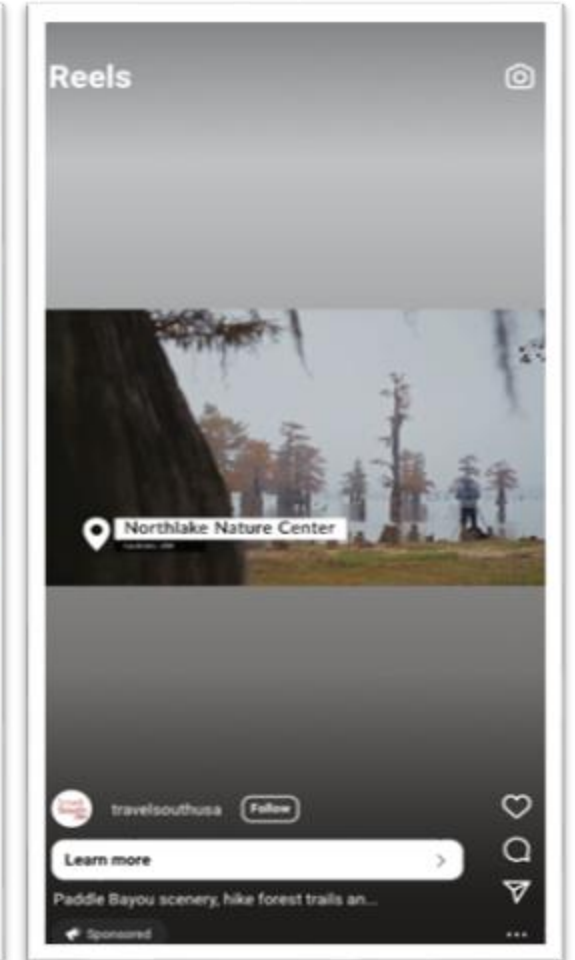 Reels
Northlake Nature Center
travelsouthusa
Follow
Learn more
Paddle Bayou scenery, hike forest trails an...
Sponsored